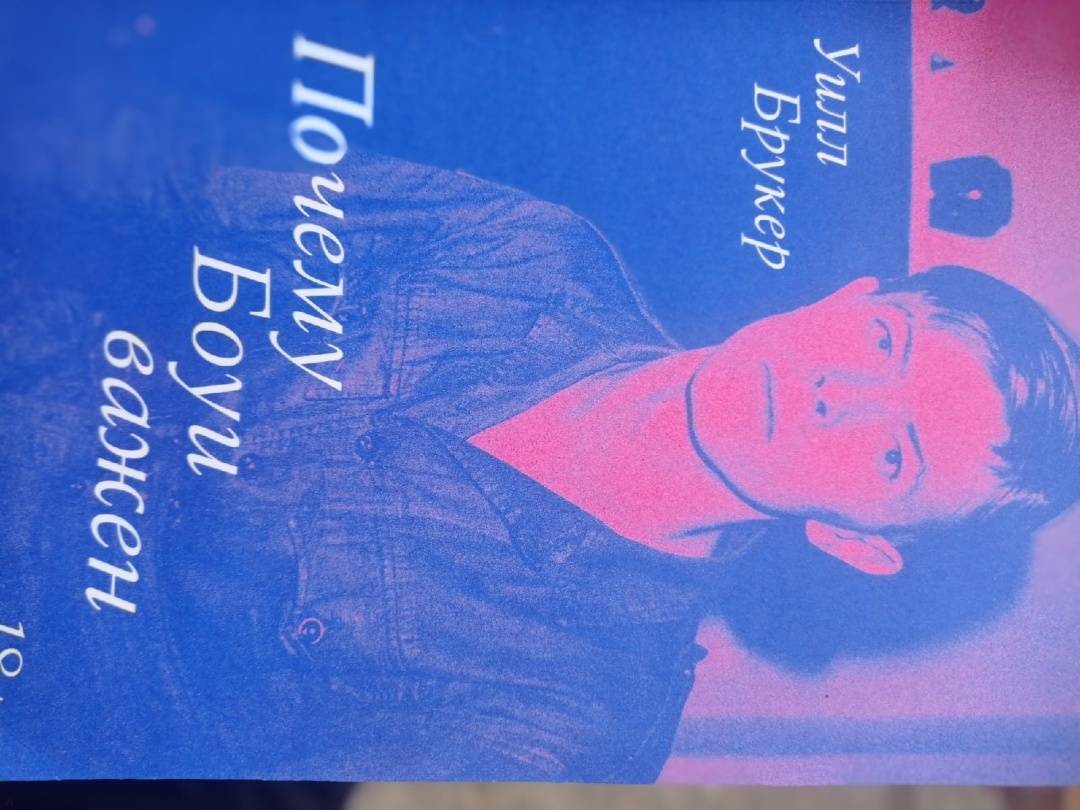 Уилл
Брукер
Почему
Боуи
важен